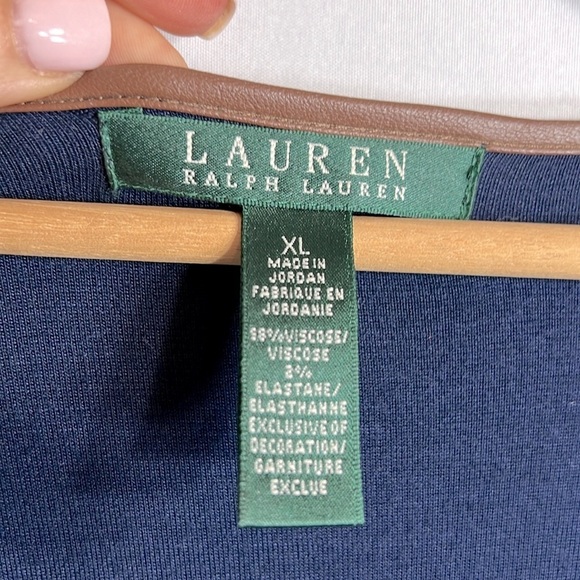 LAUREN
RALPH LAUREN
XL
MADE IN
JORDAN
FABRIQUE EN
JORDANIE
98%VISCOSE/
VISCOSE
2%
ELASTANE/
ELASTHANNE
EXCLUSIVE OF
DECORATION/
GARNITURE
EXCLUE